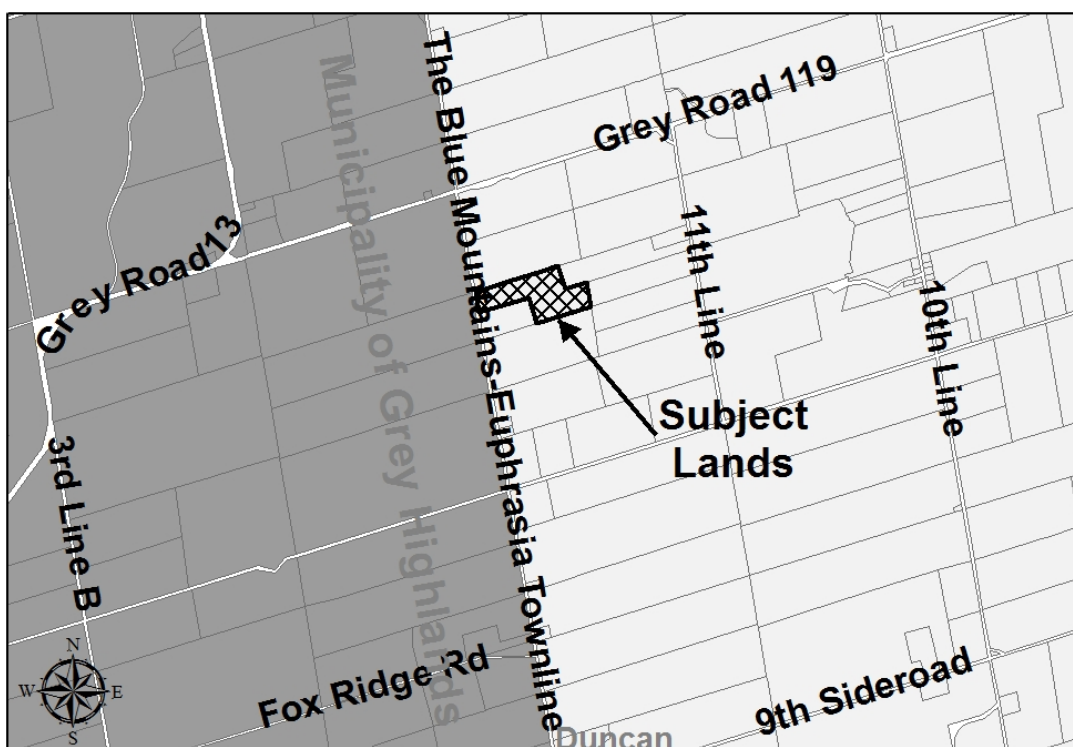 The Blue Mountains-Euphrasia Townline
Municipality of Grey Highlands
Grey Road 119
Grey Road13
11th Line
10th Line
Subject
Lands
3rd Line B
Fox Ridge Rd
9th Sideroad
Duncan
N
W
E
S